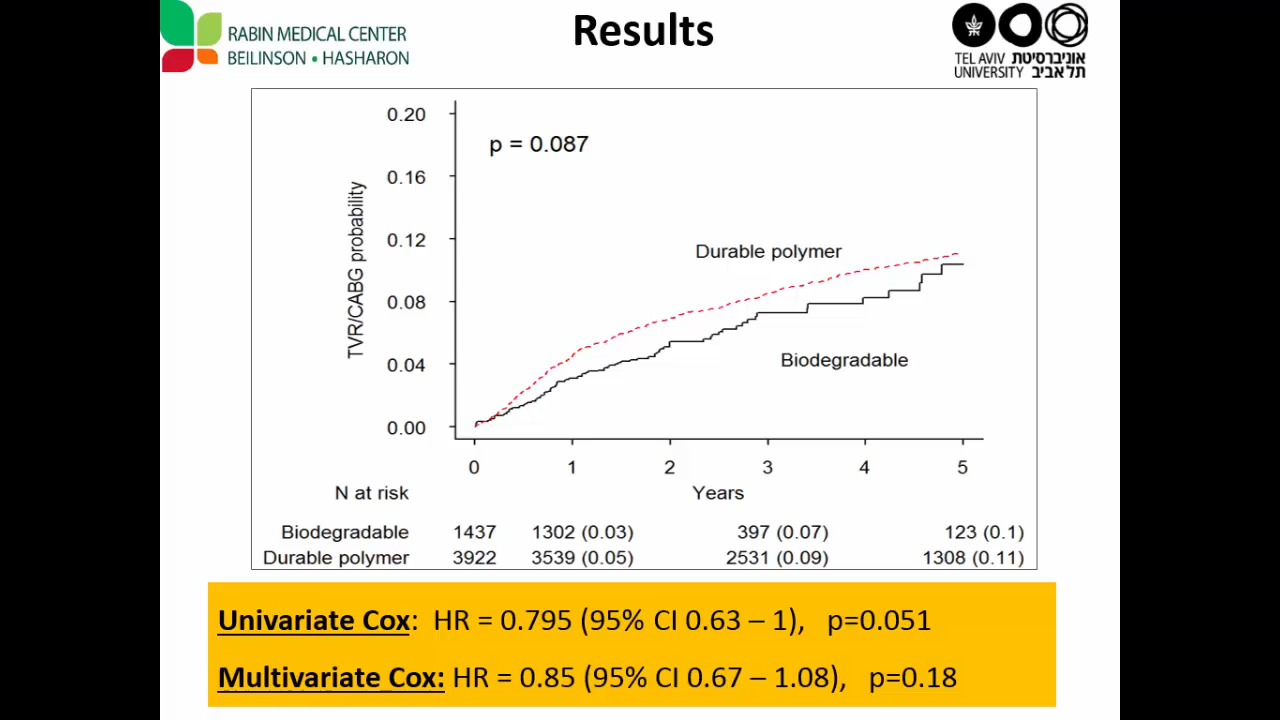 RABIN MEDICAL CENTER
BEILINSON • HASHARON
Results
TEL AVIV אוניברסיטת
UNIVERSITY תל אביב
0.20
0.16
0.12
0.08
0.04
0.00
TVR/CABG probability
p = 0.087
Durable polymer
Biodegradable
0 1 2 3 4 5
N at risk Years
Biodegradable 1437 1302 (0.03) 397 (0.07) 123 (0.1)
Durable polymer 3922 3539 (0.05) 2531 (0.09) 1308 (0.11)
Univariate Cox: HR = 0.795 (95% CI 0.63 – 1), p=0.051
Multivariate Cox: HR = 0.85 (95% CI 0.67 – 1.08), p=0.18